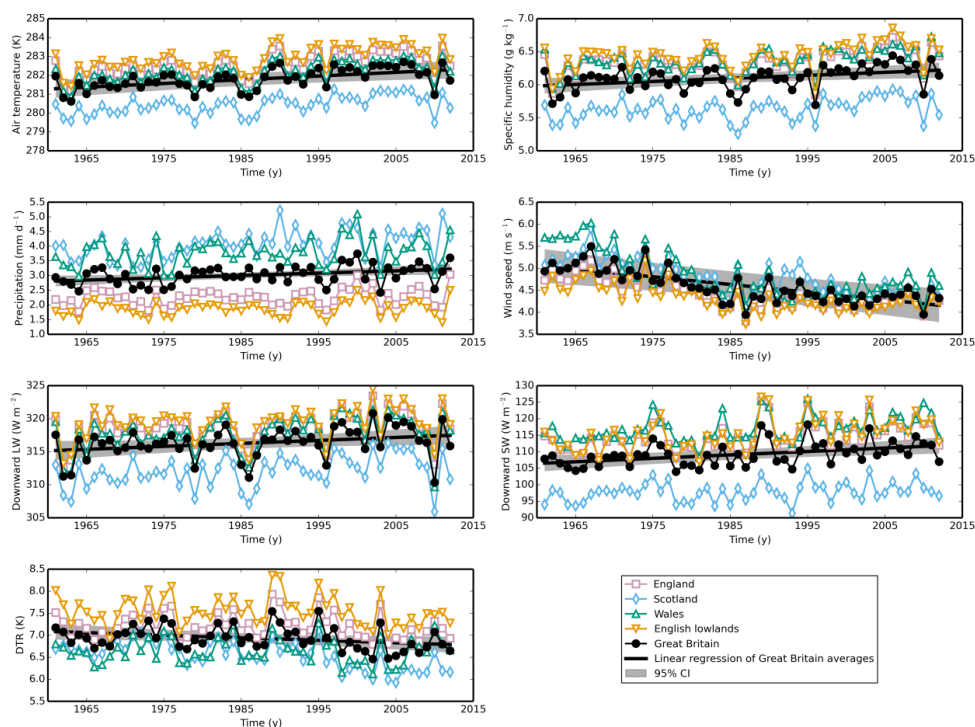 285
284
283
282
281
280
279
278
Air temperature (K)
1965 1975 1985 1995 2005 2015
Time (y)
7.0
6.5
6.0
5.5
5.0
Specific humidity (g kg⁻¹)
1965 1975 1985 1995 2005 2015
Time (y)
5.5
5.0
4.5
4.0
3.5
3.0
2.5
2.0
1.5
1.0
Precipitation (mm d⁻¹)
1965 1975 1985 1995 2005 2015
Time (y)
6.5
6.0
5.5
5.0
4.5
4.0
3.5
Wind speed (m s⁻¹)
1965 1975 1985 1995 2005 2015
Time (y)
325
320
315
310
305
Downward LW (W m⁻²)
1965 1975 1985 1995 2005 2015
Time (y)
130
125
120
115
110
105
100
95
90
Downward SW (W m⁻²)
1965 1975 1985 1995 2005 2015
Time (y)
8.5
8.0
7.5
7.0
6.5
6.0
5.5
DTR (K)
1965 1975 1985 1995 2005 2015
Time (y)
England
Scotland
Wales
English lowlands
Great Britain
Linear regression of Great Britain averages
95% CI